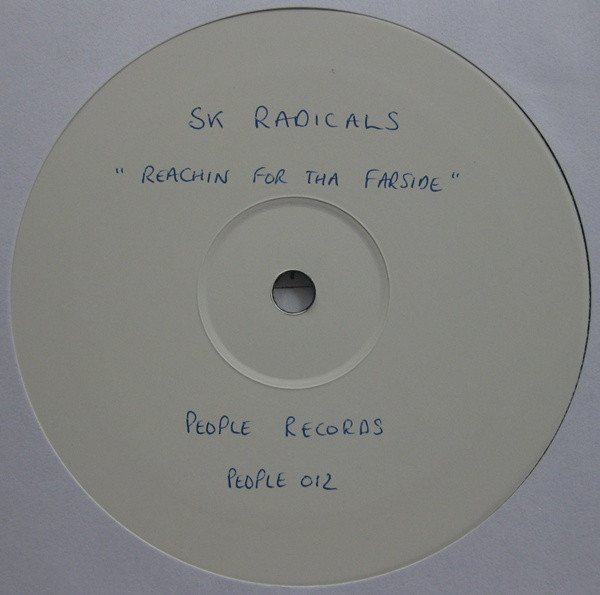 SK RADICALS
" REACHIN FOR THA FARSIDE "
PEOPLE RECORDS
PEOPLE 012